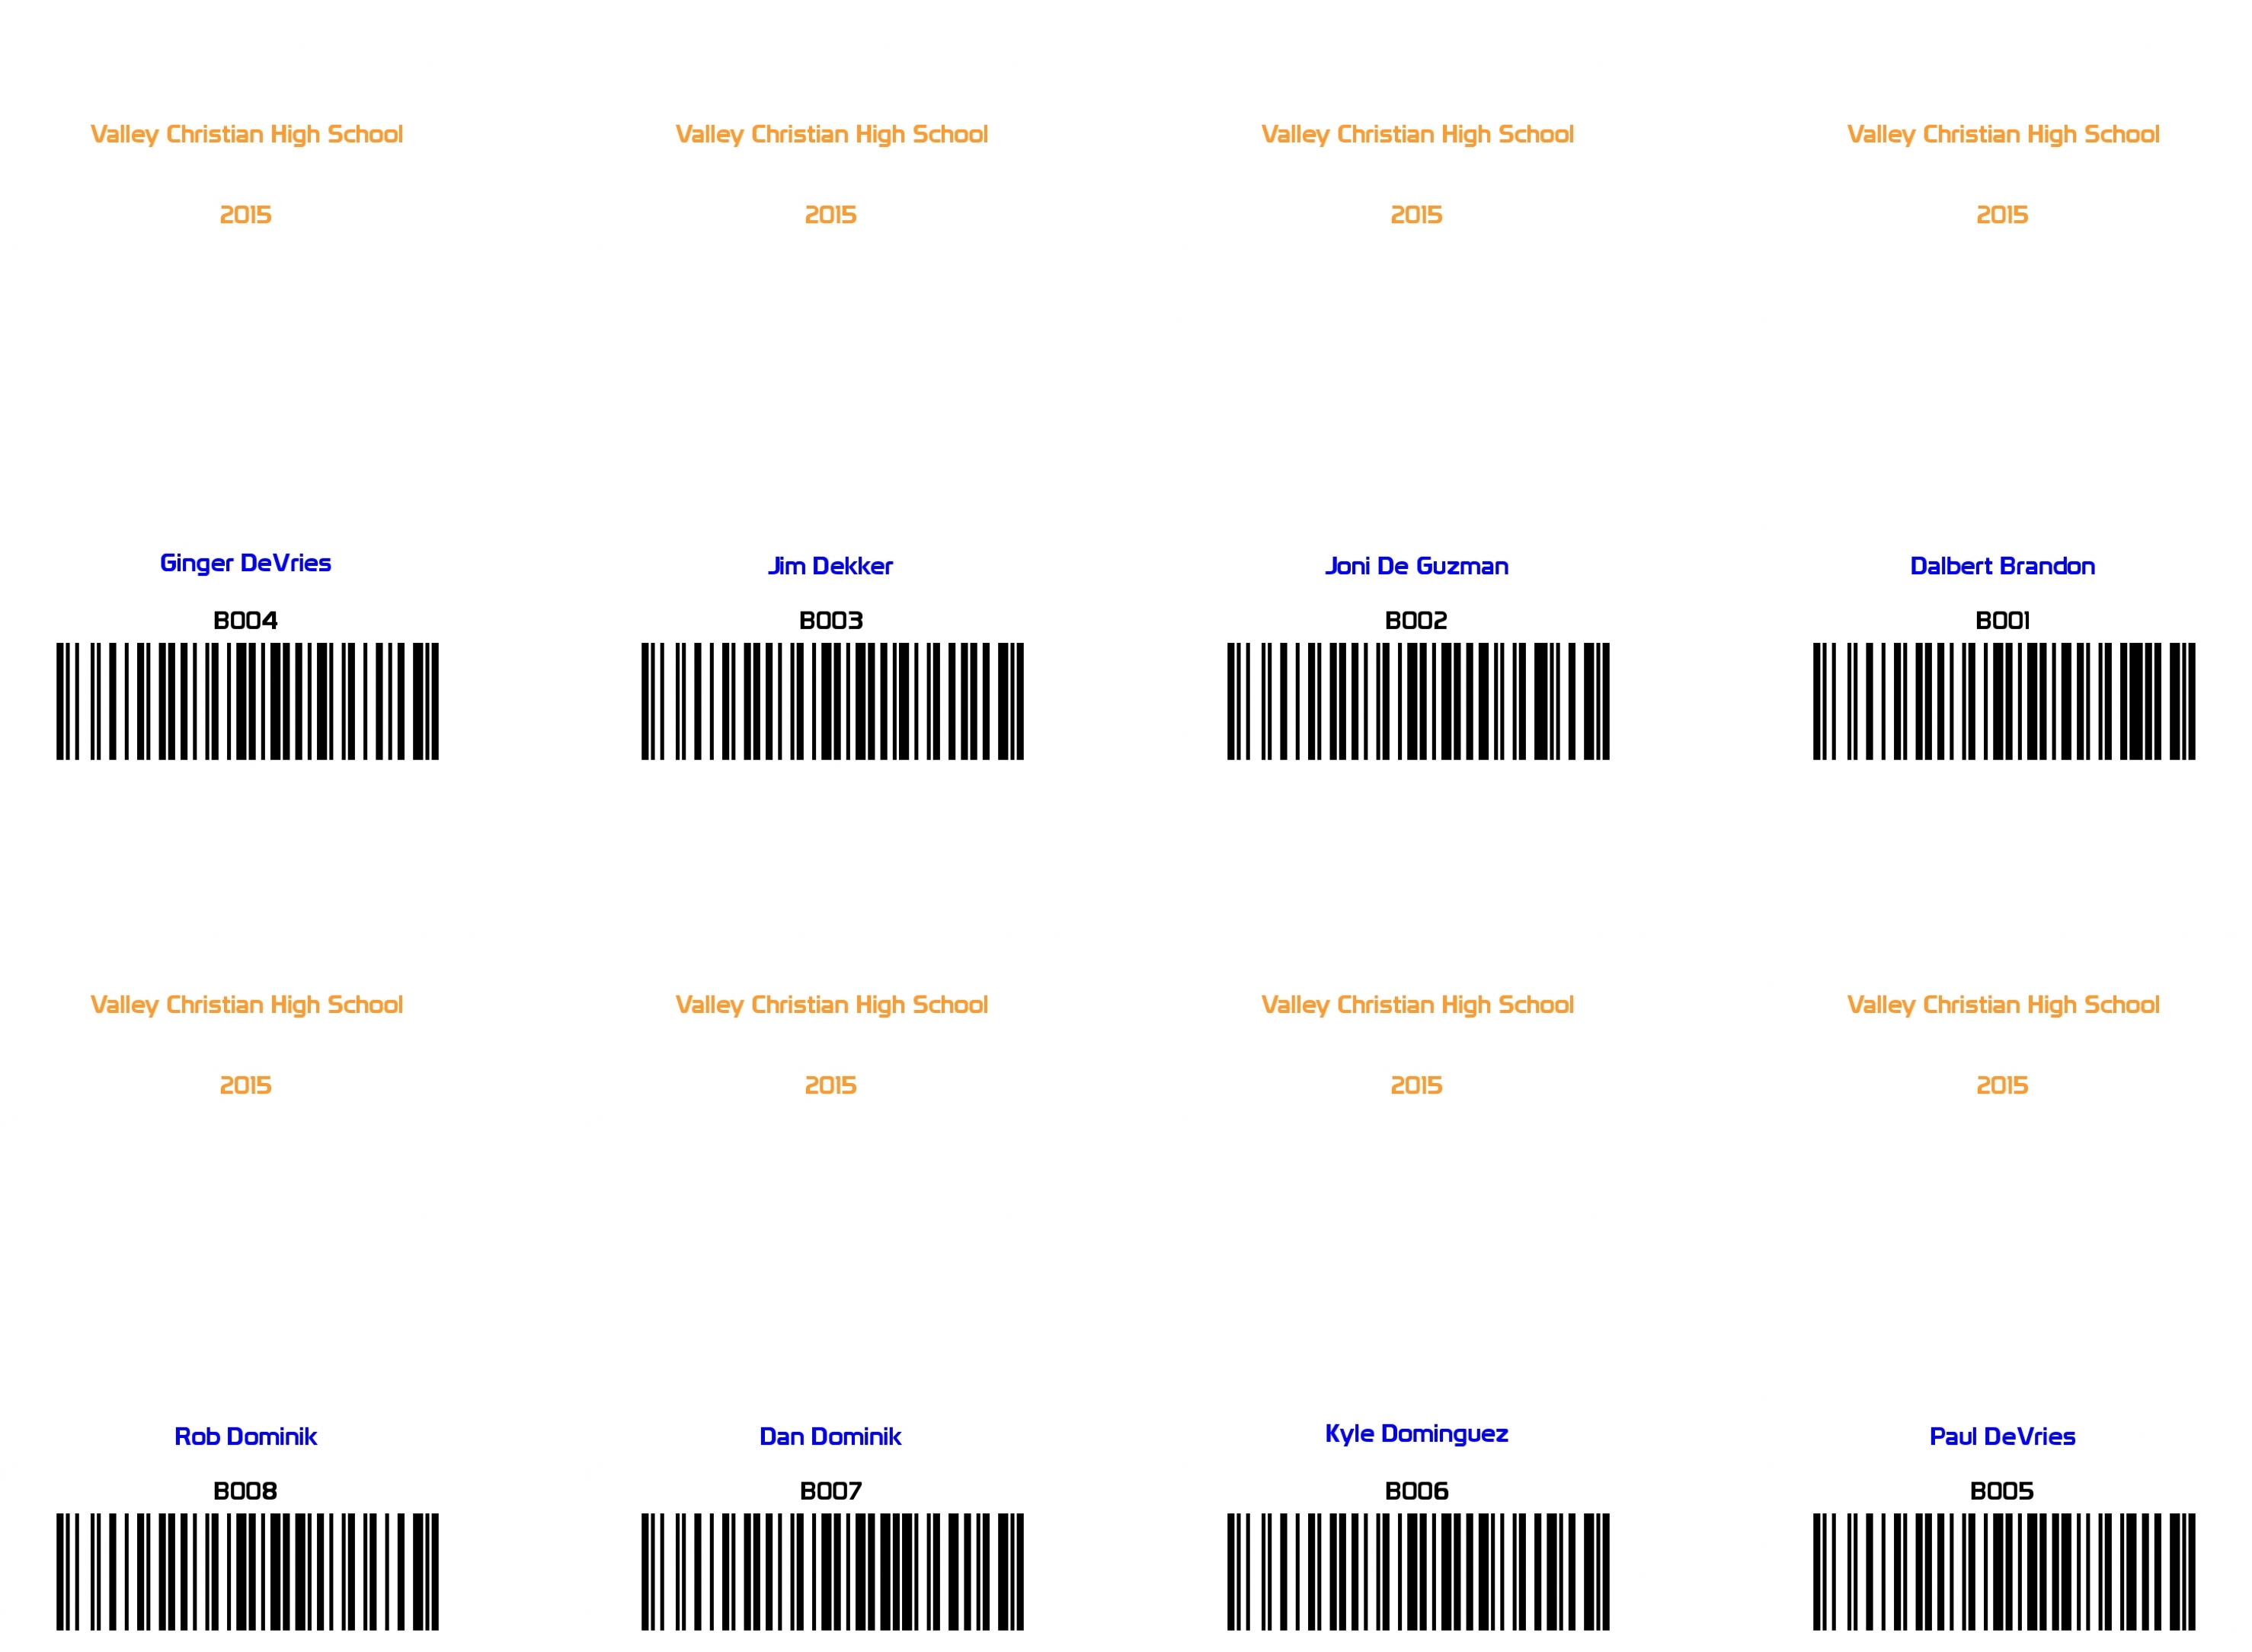 Valley Christian High School
2015
Ginger DeVries
B004
Valley Christian High School
2015
Jim Dekker
B003
Valley Christian High School
2015
Joni De Guzman
B002
Valley Christian High School
2015
Dalbert Brandon
B001
Valley Christian High School
2015
Rob Dominik
B008
Valley Christian High School
2015
Dan Dominik
B007
Valley Christian High School
2015
Kyle Dominguez
B006
Valley Christian High School
2015
Paul DeVries
B005